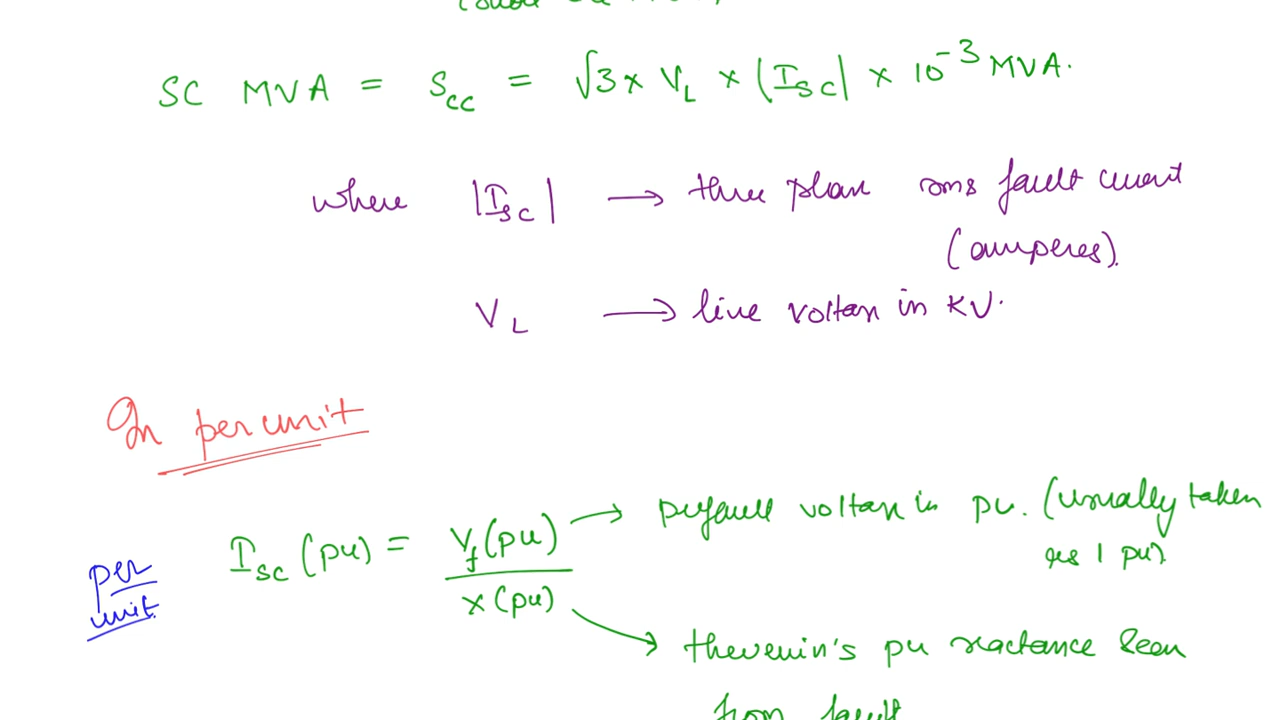 SC MVA = S_CC = √3 × V_L × |I_SC| × 10^-3 MVA.
where |I_SC| → three phase rms fault current
(amperes).
V_L → line voltage in KV.
In per unit
per unit
I_SC (pu) = V_f (pu) / X (pu)
→ prefault voltage in pu. (usually taken
as 1 pu).
→ thevenin's pu reactance seen
from fault